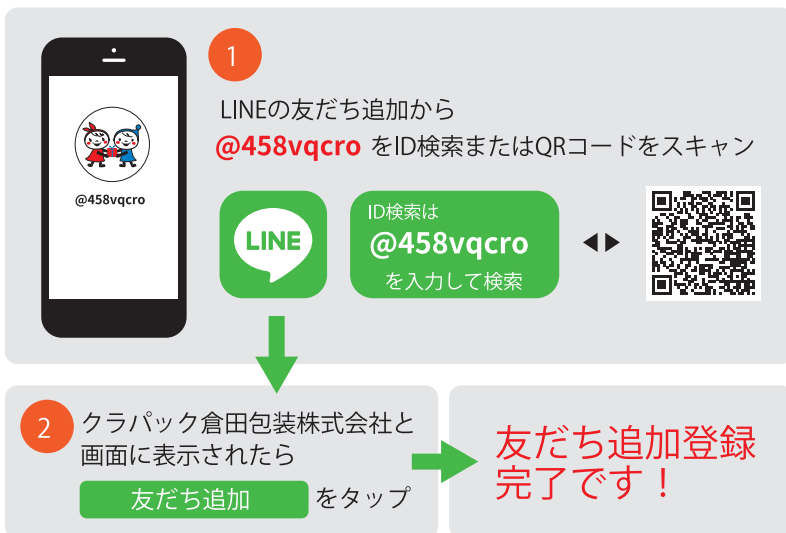 1
LINEの友だち追加から
@458vqcro をID検索またはQRコードをスキャン
@458vqcro
LINE
ID検索は
@458vqcro
を入力して検索
2
クラパック倉田包装株式会社と
画面に表示されたら
友だち追加 をタップ
友だち追加登録
完了です！